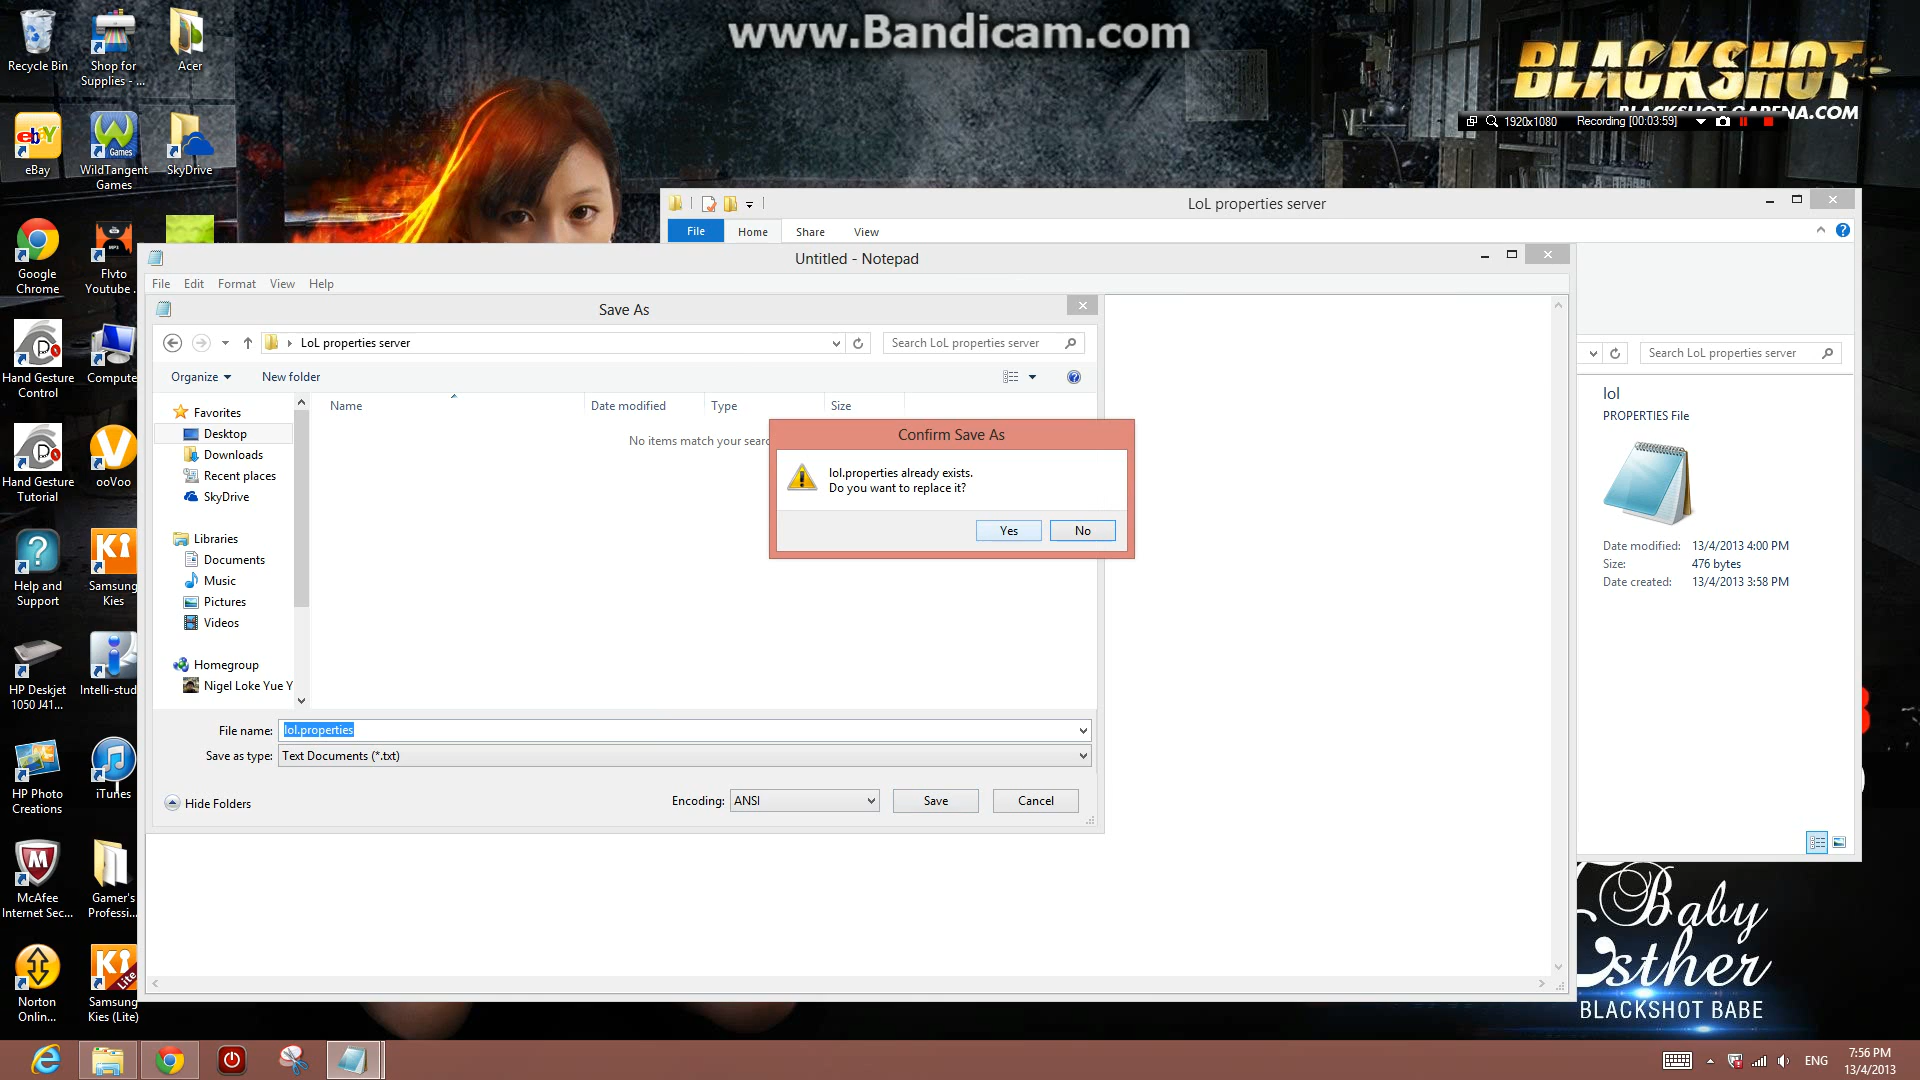 www.Bandicam.com
BLACKSHOT
BLACKSHOT.GARENA.COM
1920x1080
Recording [00:03:59]
Recycle Bin
Shop for
Supplies - ...
Acer
eBay
WildTangent
Games
SkyDrive
Google
Chrome
Flvto
Youtube .
Hand Gesture
Control
Compute
Hand Gesture
Tutorial
ooVoo
Help and
Support
Samsung
Kies
HP Deskjet
1050 J41...
Intelli-stud
HP Photo
Creations
iTunes
McAfee
Internet Sec...
Gamer's
Professi...
Norton
Online...
Samsung
Kies (Lite)
LoL properties server
File
Home
Share
View
Search LoL properties server
lol
PROPERTIES File
Date modified: 13/4/2013 4:00 PM
Size: 476 bytes
Date created: 13/4/2013 3:58 PM
Untitled - Notepad
File
Edit
Format
View
Help
Save As
LoL properties server
Search LoL properties server
Organize
New folder
Favorites
Desktop
Downloads
Recent places
SkyDrive
Libraries
Documents
Music
Pictures
Videos
Homegroup
Nigel Loke Yue Y
Name
Date modified
Type
Size
No items match your searc
Confirm Save As
lol.properties already exists.
Do you want to replace it?
Yes
No
File name: lol.properties
Save as type: Text Documents (*.txt)
Hide Folders
Encoding: ANSI
Save
Cancel
Baby
Esther
BLACKSHOT BABE
ENG
7:56 PM
13/4/2013